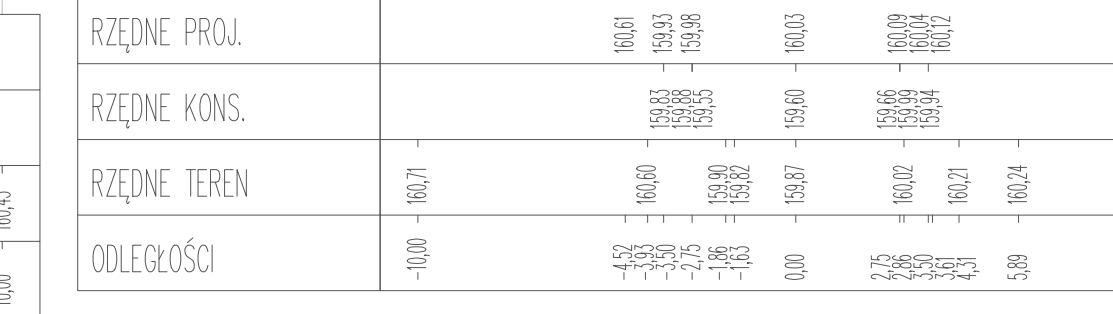 RZĘDNE PROJ. 160,61 159,93 159,98 160,03 160,09 160,04 160,12
RZĘDNE KONS. 159,83 159,88 159,55 159,60 159,66 159,99 159,94
RZĘDNE TEREN 160,71 160,60 159,90 159,82 159,87 160,02 160,21 160,24
ODLEGŁOŚCI -10,00 -4,52 -3,93 -3,50 -2,75 -1,86 -1,63 0,00 2,75 2,86 3,50 3,61 4,31 5,89